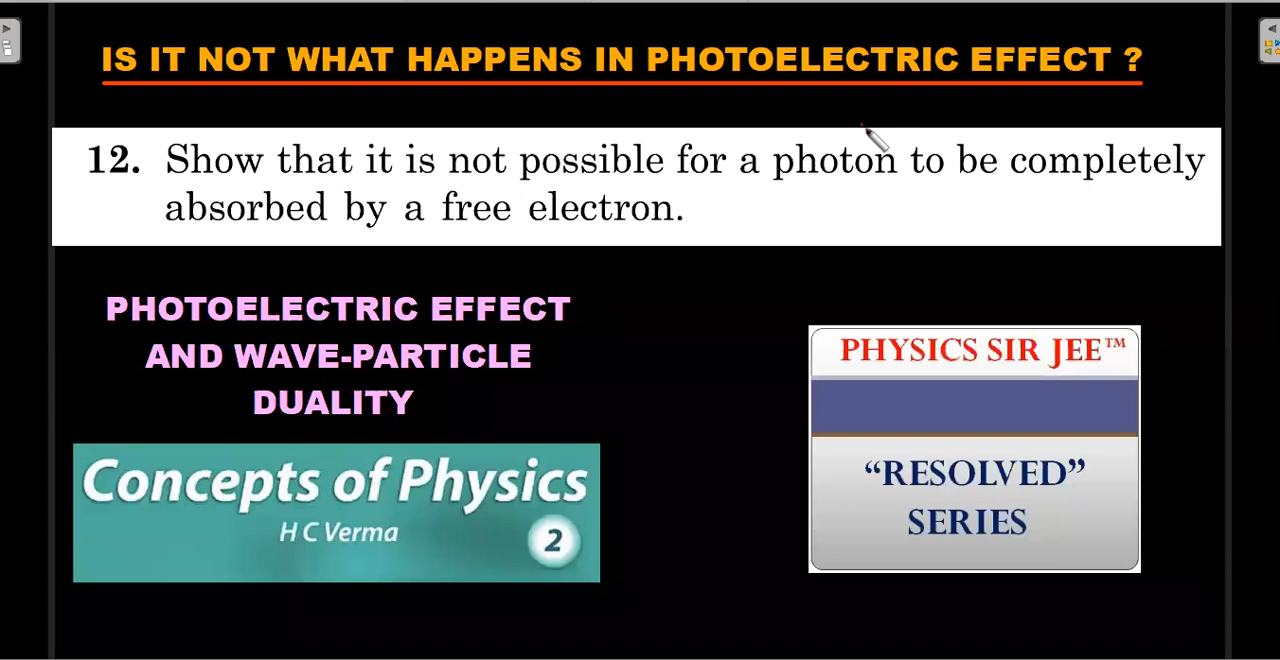 IS IT NOT WHAT HAPPENS IN PHOTOELECTRIC EFFECT ?
12. Show that it is not possible for a photon to be completely
absorbed by a free electron.
PHOTOELECTRIC EFFECT
AND WAVE-PARTICLE
DUALITY
Concepts of Physics
H C Verma
2
PHYSICS SIR JEE™
“RESOLVED”
SERIES